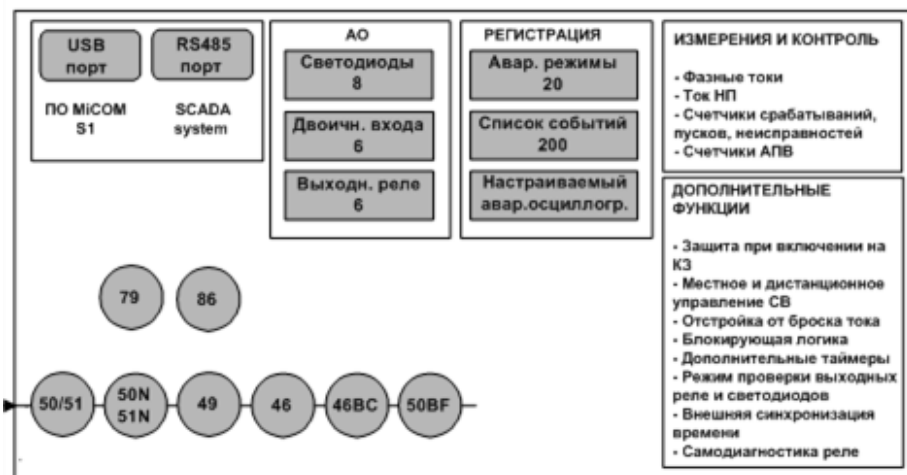 USB
порт
RS485
порт
ПО MiCOM
S1
SCADA
system
АО
Светодиоды
8
Двоичн. входа
6
Выходн. реле
6
РЕГИСТРАЦИЯ
Авар. режимы
20
Список событий
200
Настраиваемый
авар.осциллогр.
ИЗМЕРЕНИЯ И КОНТРОЛЬ
- Фазные токи
- Ток НП
- Счетчики срабатываний,
пусков, неисправностей
- Счетчики АПВ
ДОПОЛНИТЕЛЬНЫЕ
ФУНКЦИИ
- Защита при включении на
КЗ
- Местное и дистанционное
управление СВ
- Отстройка от броска тока
- Блокирующая логика
- Дополнительные таймеры
- Режим проверки выходных
реле и светодиодов
- Внешняя синхронизация
времени
- Самодиагностика реле
79
86
50/51
50N
51N
49
46
46BC
50BF